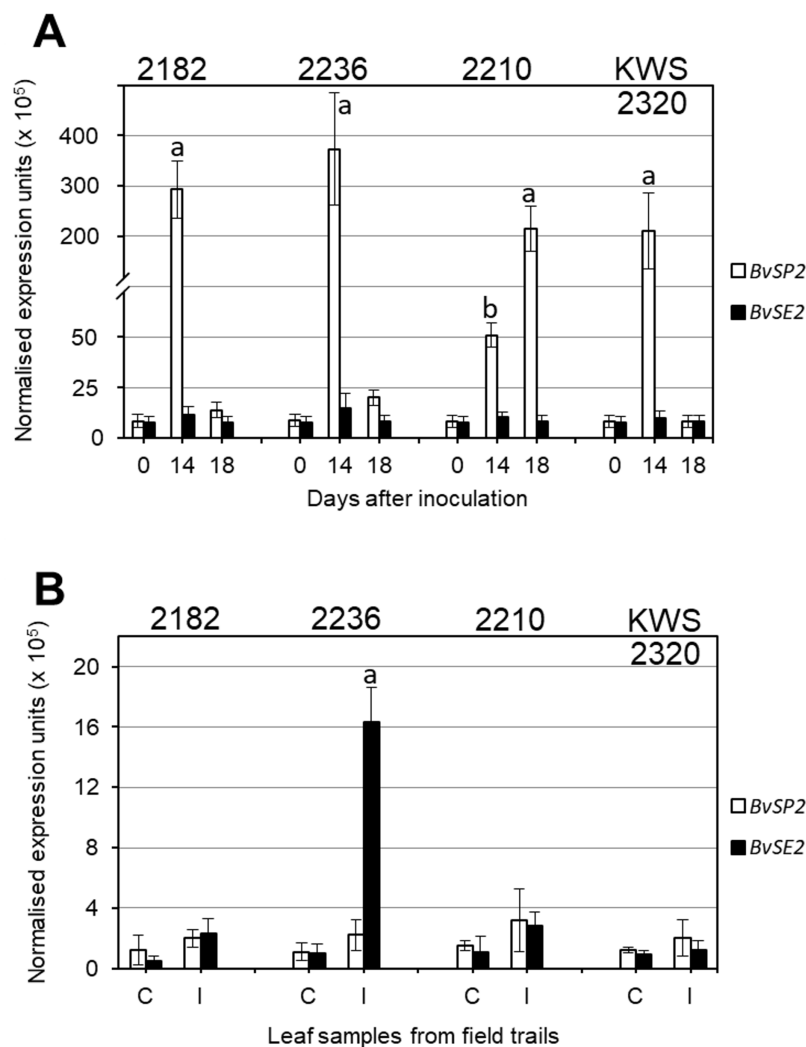 A
2182 2236 2210 KWS
2320
Normalised expression units (x 10⁵)
400
300
200
50
25
0
a a b a a
BvSP2
BvSE2
0 14 18 0 14 18 0 14 18 0 14 18
Days after inoculation
B
2182 2236 2210 KWS
2320
Normalised expression units (x 10⁵)
20
16
12
8
4
0
a
BvSP2
BvSE2
C I C I C I C I
Leaf samples from field trails